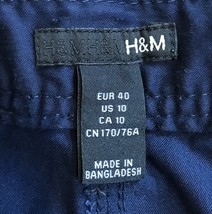 H&M H&M H&M
EUR 40
US 10
CA 10
CN 170/76A
MADE IN
BANGLADESH